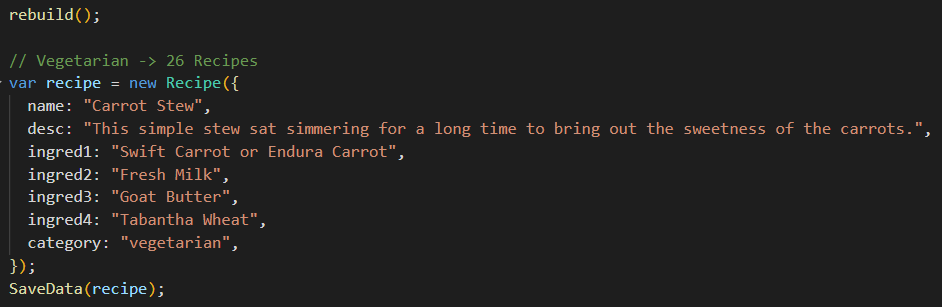 rebuild();
// Vegetarian -> 26 Recipes
var recipe = new Recipe({
name: "Carrot Stew",
desc: "This simple stew sat simmering for a long time to bring out the sweetness of the carrots.",
ingred1: "Swift Carrot or Endura Carrot",
ingred2: "Fresh Milk",
ingred3: "Goat Butter",
ingred4: "Tabantha Wheat",
category: "vegetarian",
});
SaveData(recipe);